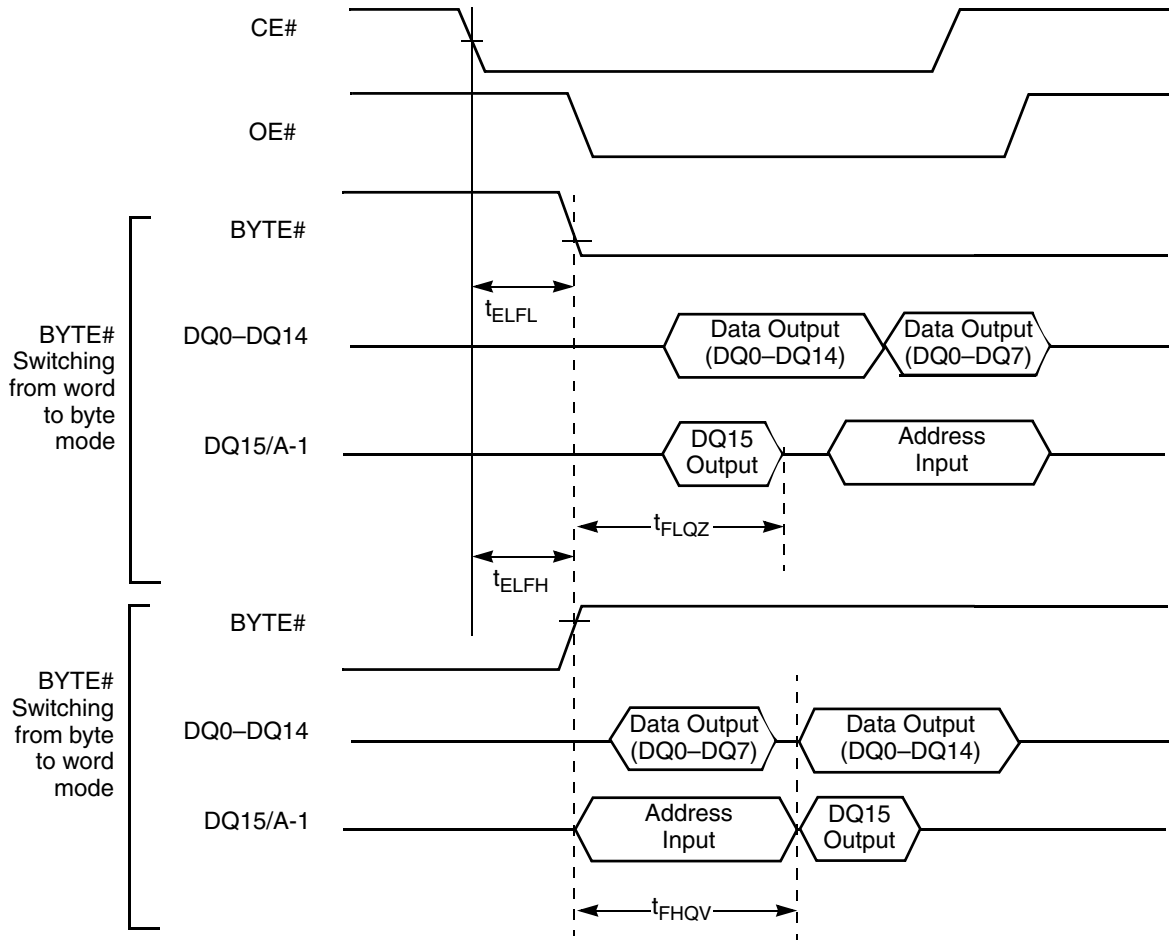 CE#
OE#
BYTE#
tELFL
BYTE#
Switching
from word
to byte
mode
DQ0–DQ14
Data Output
(DQ0–DQ14)
Data Output
(DQ0–DQ7)
DQ15/A-1
DQ15
Output
Address
Input
tFLQZ
tELFH
BYTE#
BYTE#
Switching
from byte
to word
mode
DQ0–DQ14
Data Output
(DQ0–DQ7)
Data Output
(DQ0–DQ14)
DQ15/A-1
Address
Input
DQ15
Output
tFHQV